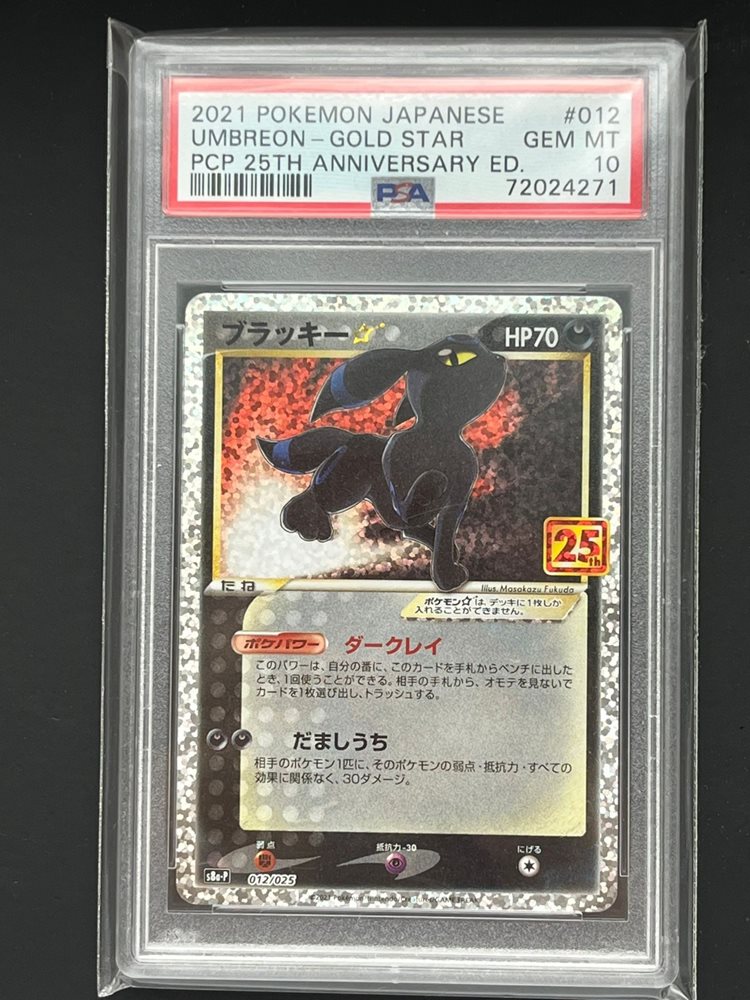 2021 POKEMON JAPANESE #012
UMBREON - GOLD STAR GEM MT
PCP 25TH ANNIVERSARY ED. 10
PSA 72024271
ブラッキー HP70
25th
たね
Illus. Masakazu Fukuda
ポケモン☆は、デッキに1枚しか
入れることができません。
ポケパワー ダークレイ
このパワーは、自分の番に、このカードを手札からベンチに出した
とき、1回使うことができる。相手の手札から、オモテを見ないで
カードを1枚選び出し、トラッシュする。
だましうち
相手のポケモン1匹に、そのポケモンの弱点・抵抗力・すべての
効果に関係なく、30ダメージ。
弱点 抵抗力 -30 にげる
s8a-P 012/025
©2021 Pokémon/Nintendo/Creatures/GAME FREAK